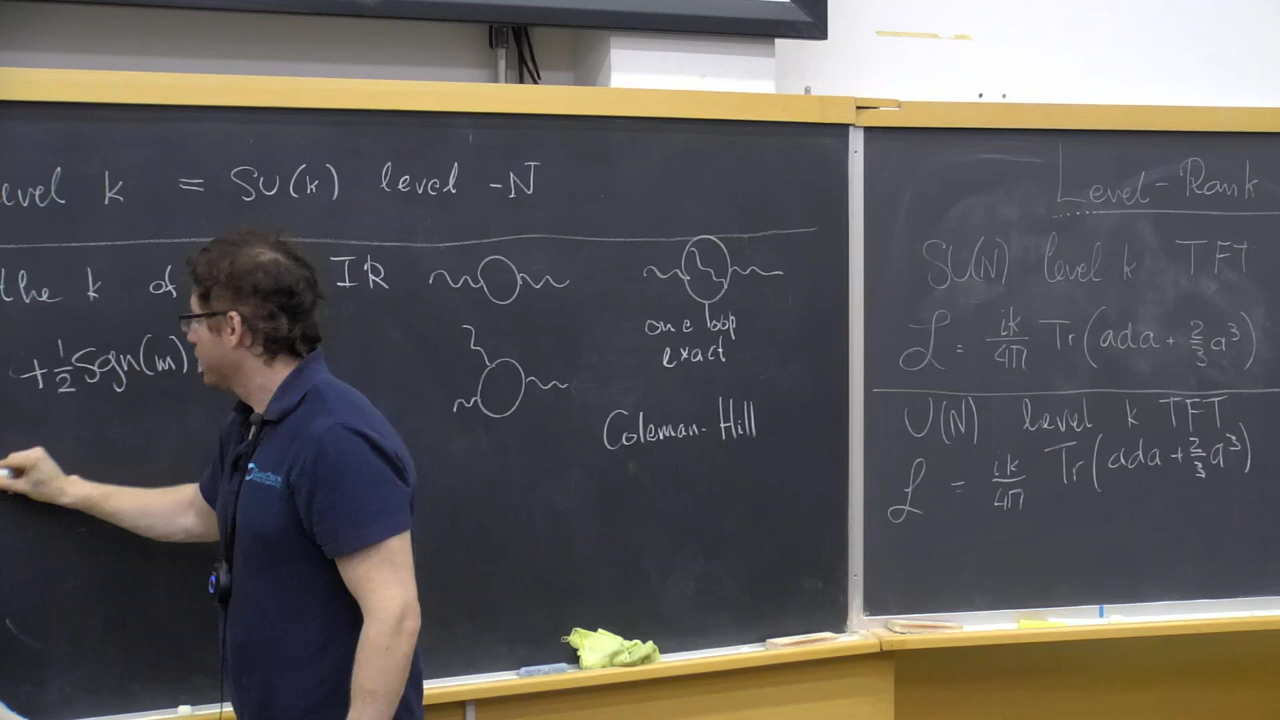 level k = SU(k) level -N
the k of IR
+ 1/2 Sgn(m)
one loop
exact
Coleman-Hill
Level-Rank
SU(N) level k TFT
ℒ = ik/4π Tr(ada + 2/3 a³)
U(N) level k TFT
ℒ = ik/4π Tr(ada + 2/3 a³)